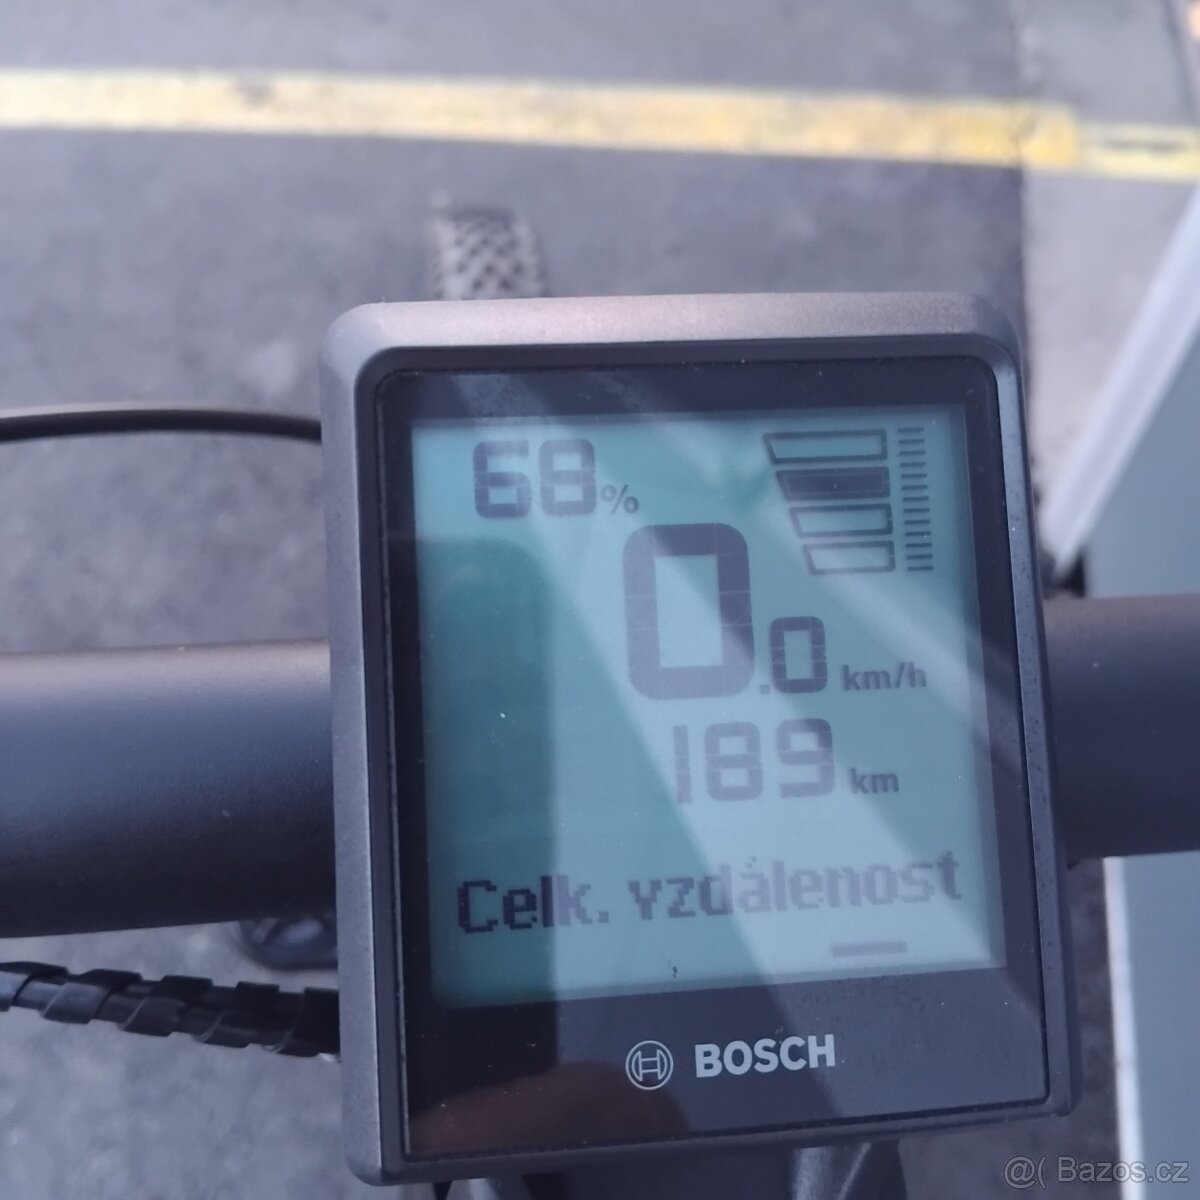 68%
0.0 km/h
189 km
Celk. vzdálenost
BOSCH
@( Bazos.cz